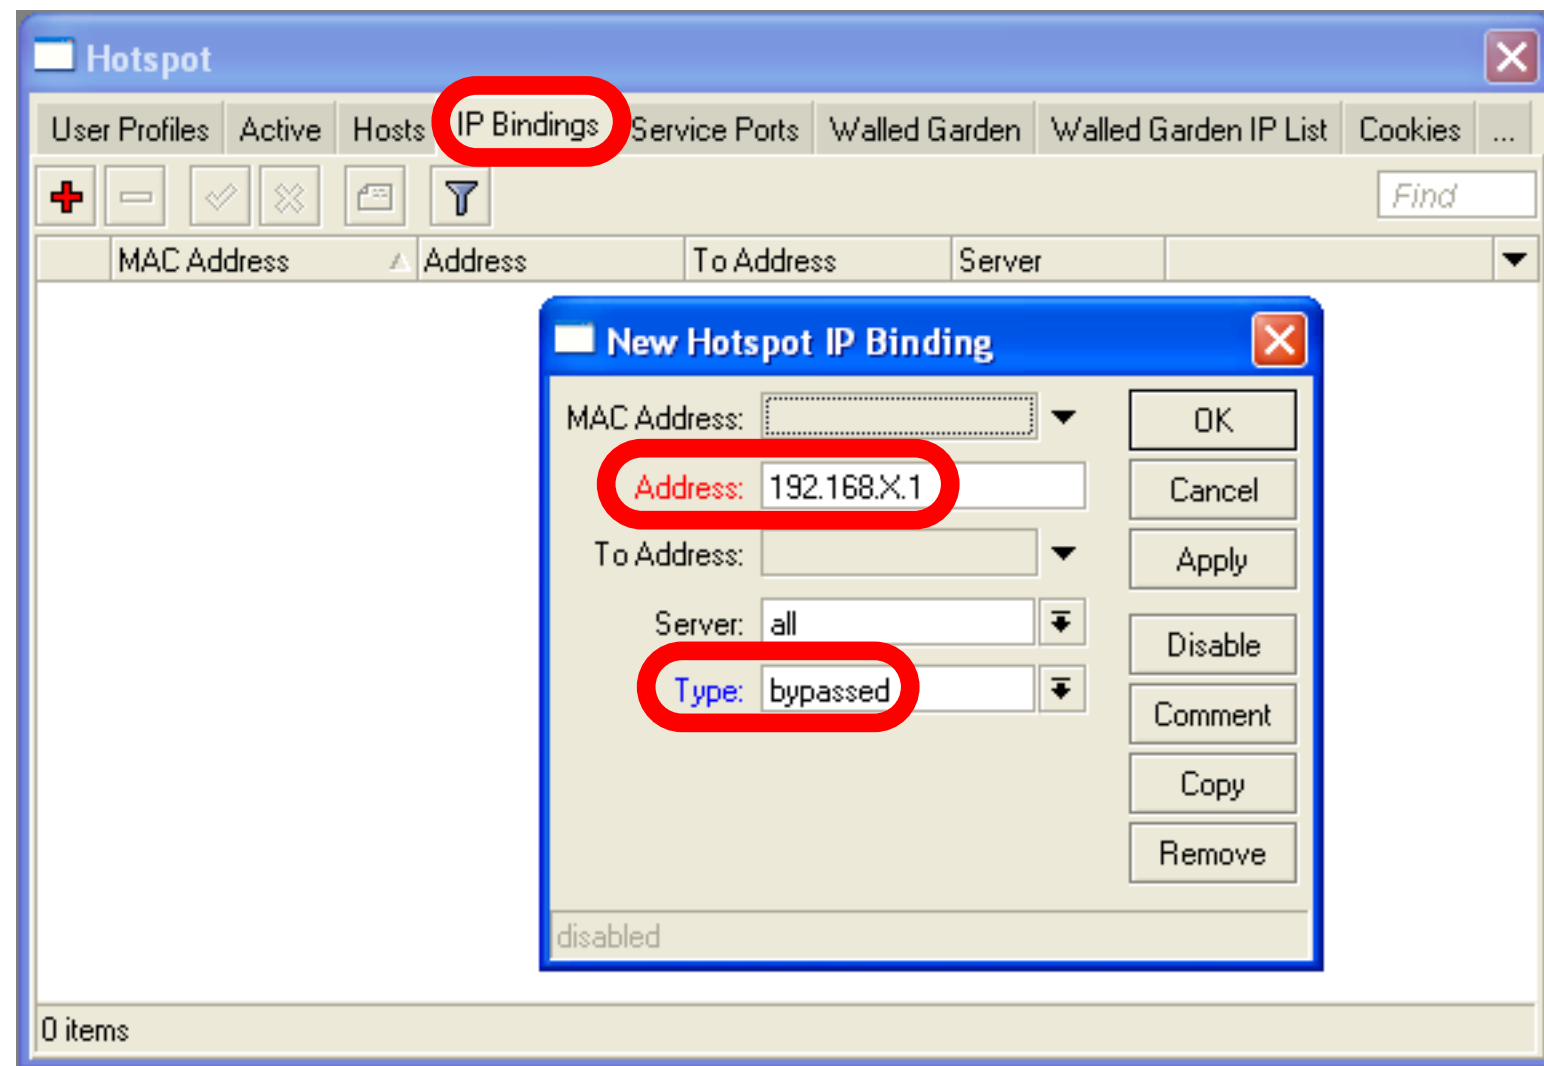 Hotspot
User Profiles Active Hosts IP Bindings Service Ports Walled Garden Walled Garden IP List Cookies ...
Find
MAC Address Address To Address Server
New Hotspot IP Binding
MAC Address: OK
Address: 192.168.X.1 Cancel
To Address: Apply
Server: all Disable
Type: bypassed Comment
Copy
Remove
disabled
0 items